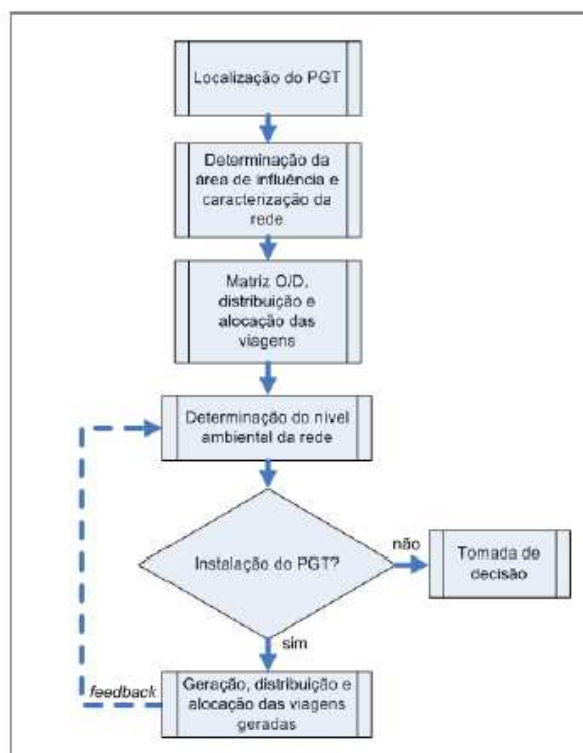 Localização do PGT
Determinação da
área de influência e
caracterização da
rede
Matriz O/D,
distribuição e
alocação das
viagens
Determinação do nível
ambiental da rede
Instalação do PGT?
não
Tomada de
decisão
sim
feedback
Geração, distribuição e
alocação das viagens
geradas